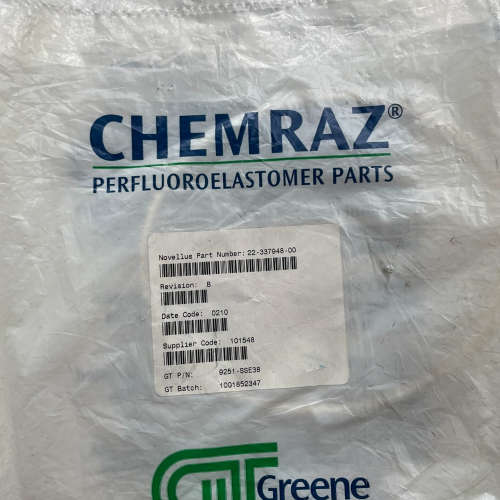 CHEMRAZ®
PERFLUOROELASTOMER PARTS
Novellus Part Number: 22-337948-00
Revision: B
Date Code: 0210
Supplier Code: 101548
GT P/N: 9251-SSE38
GT Batch: 1001852347
GT Greene